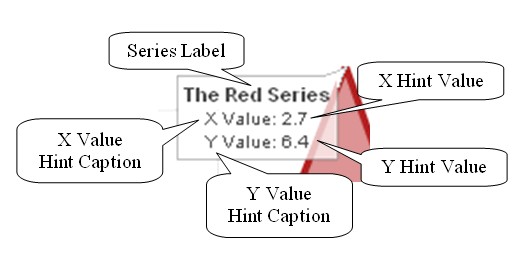 Series Label
X Hint Value
The Red Series
X Value: 2.7
Y Value: 6.4
X Value
Hint Caption
Y Hint Value
Y Value
Hint Caption